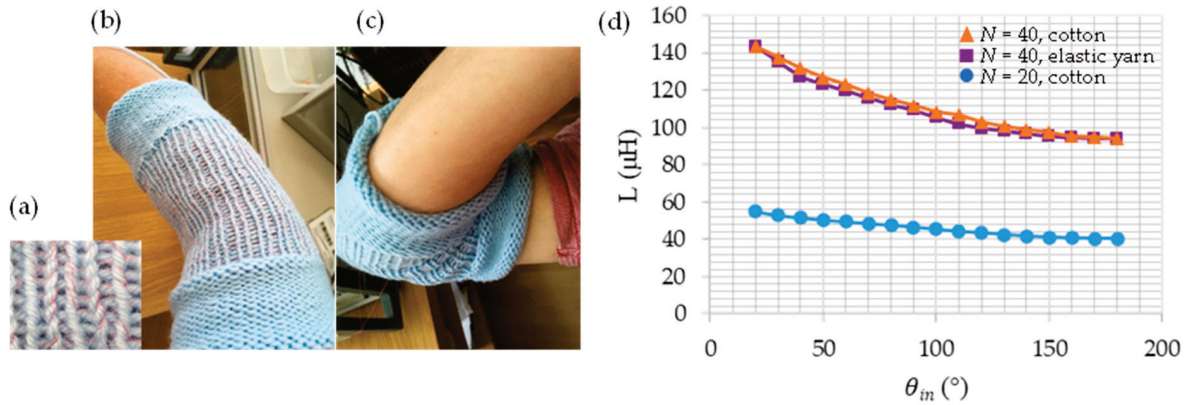 (a)
(b)
(c)
(d)
160
140
120
100
80
60
40
20
0
L (μH)
N = 40, cotton
N = 40, elastic yarn
N = 20, cotton
0 50 100 150 200
θin (°)